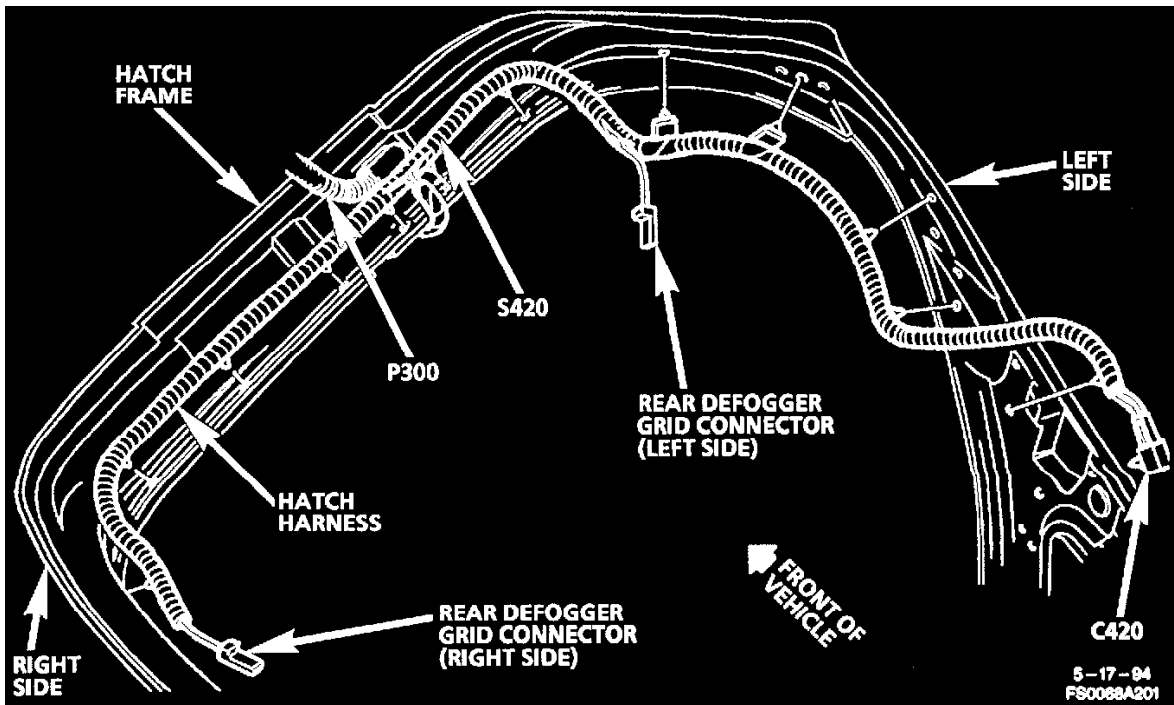 HATCH
FRAME
LEFT
SIDE
S420
P300
REAR DEFOGGER
GRID CONNECTOR
(LEFT SIDE)
HATCH
HARNESS
FRONT OF
VEHICLE
REAR DEFOGGER
GRID CONNECTOR
(RIGHT SIDE)
C420
RIGHT
SIDE
5-17-94
FS0068A201